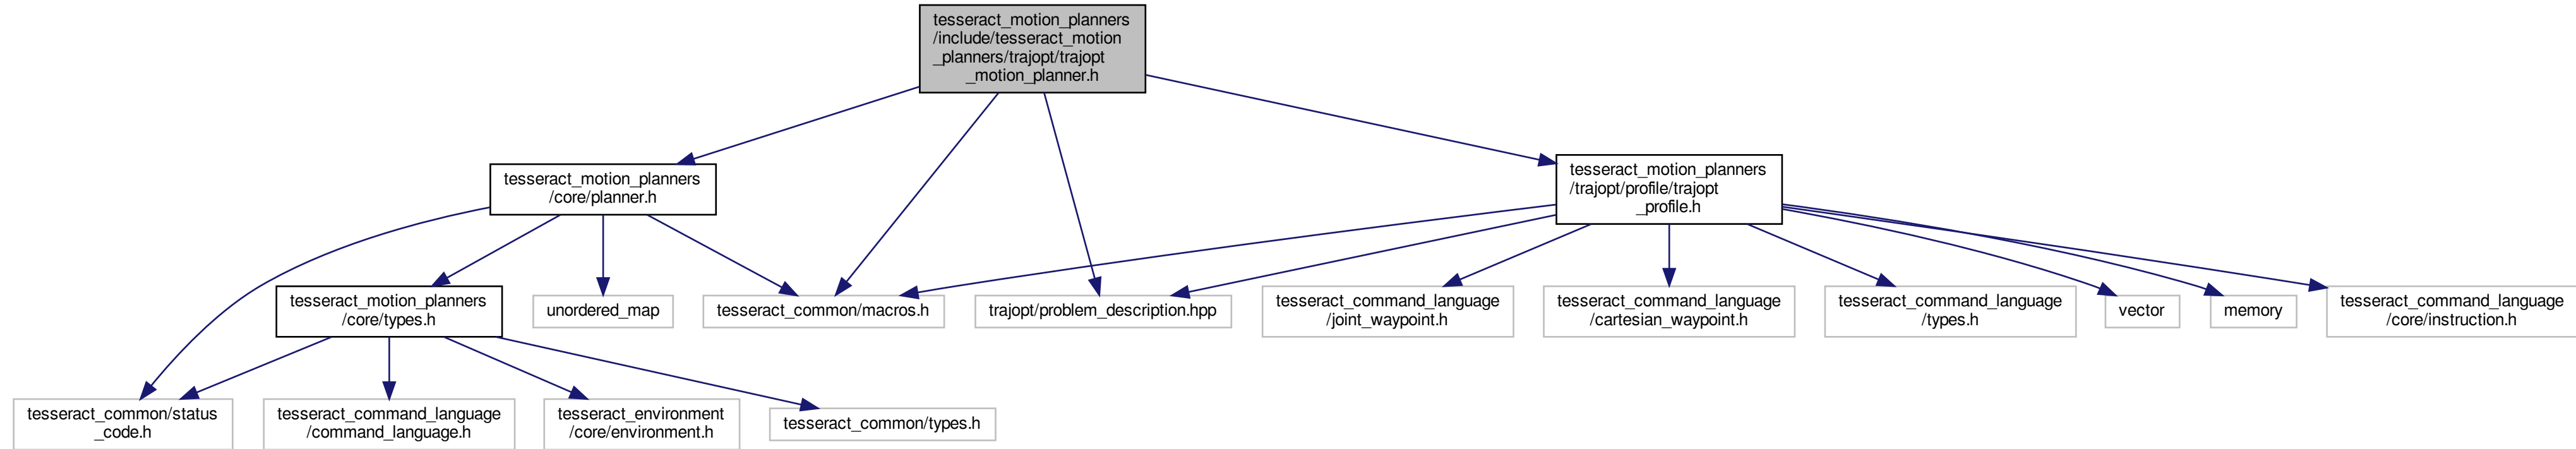 tesseract_motion_planners
/include/tesseract_motion
_planners/trajopt/trajopt
_motion_planner.h
tesseract_motion_planners
/core/planner.h
tesseract_motion_planners
/trajopt/profile/trajopt
_profile.h
tesseract_motion_planners
/core/types.h
unordered_map
tesseract_common/macros.h
trajopt/problem_description.hpp
tesseract_command_language
/joint_waypoint.h
tesseract_command_language
/cartesian_waypoint.h
tesseract_command_language
/types.h
vector
memory
tesseract_command_language
/core/instruction.h
tesseract_common/status
_code.h
tesseract_command_language
/command_language.h
tesseract_environment
/core/environment.h
tesseract_common/types.h